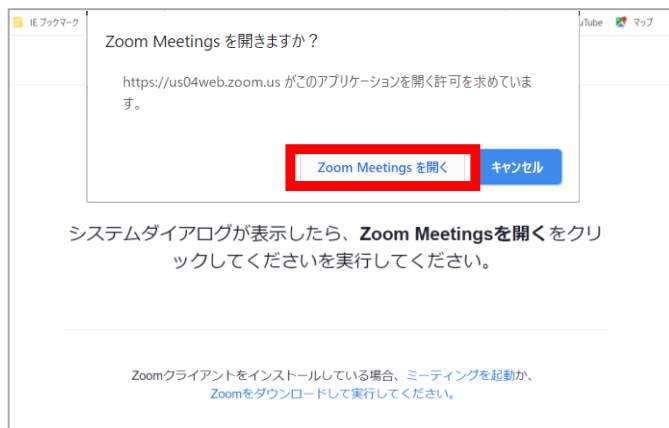 IE ブックマーク
uTube
マップ
Zoom Meetings を開きますか？
https://us04web.zoom.us がこのアプリケーションを開く許可を求めていま
す。
Zoom Meetings を開く
キャンセル
システムダイアログが表示したら、Zoom Meetingsを開くをクリ
ックしてくださいを実行してください。
Zoomクライアントをインストールしている場合、ミーティングを起動か、
Zoomをダウンロードして実行してください。